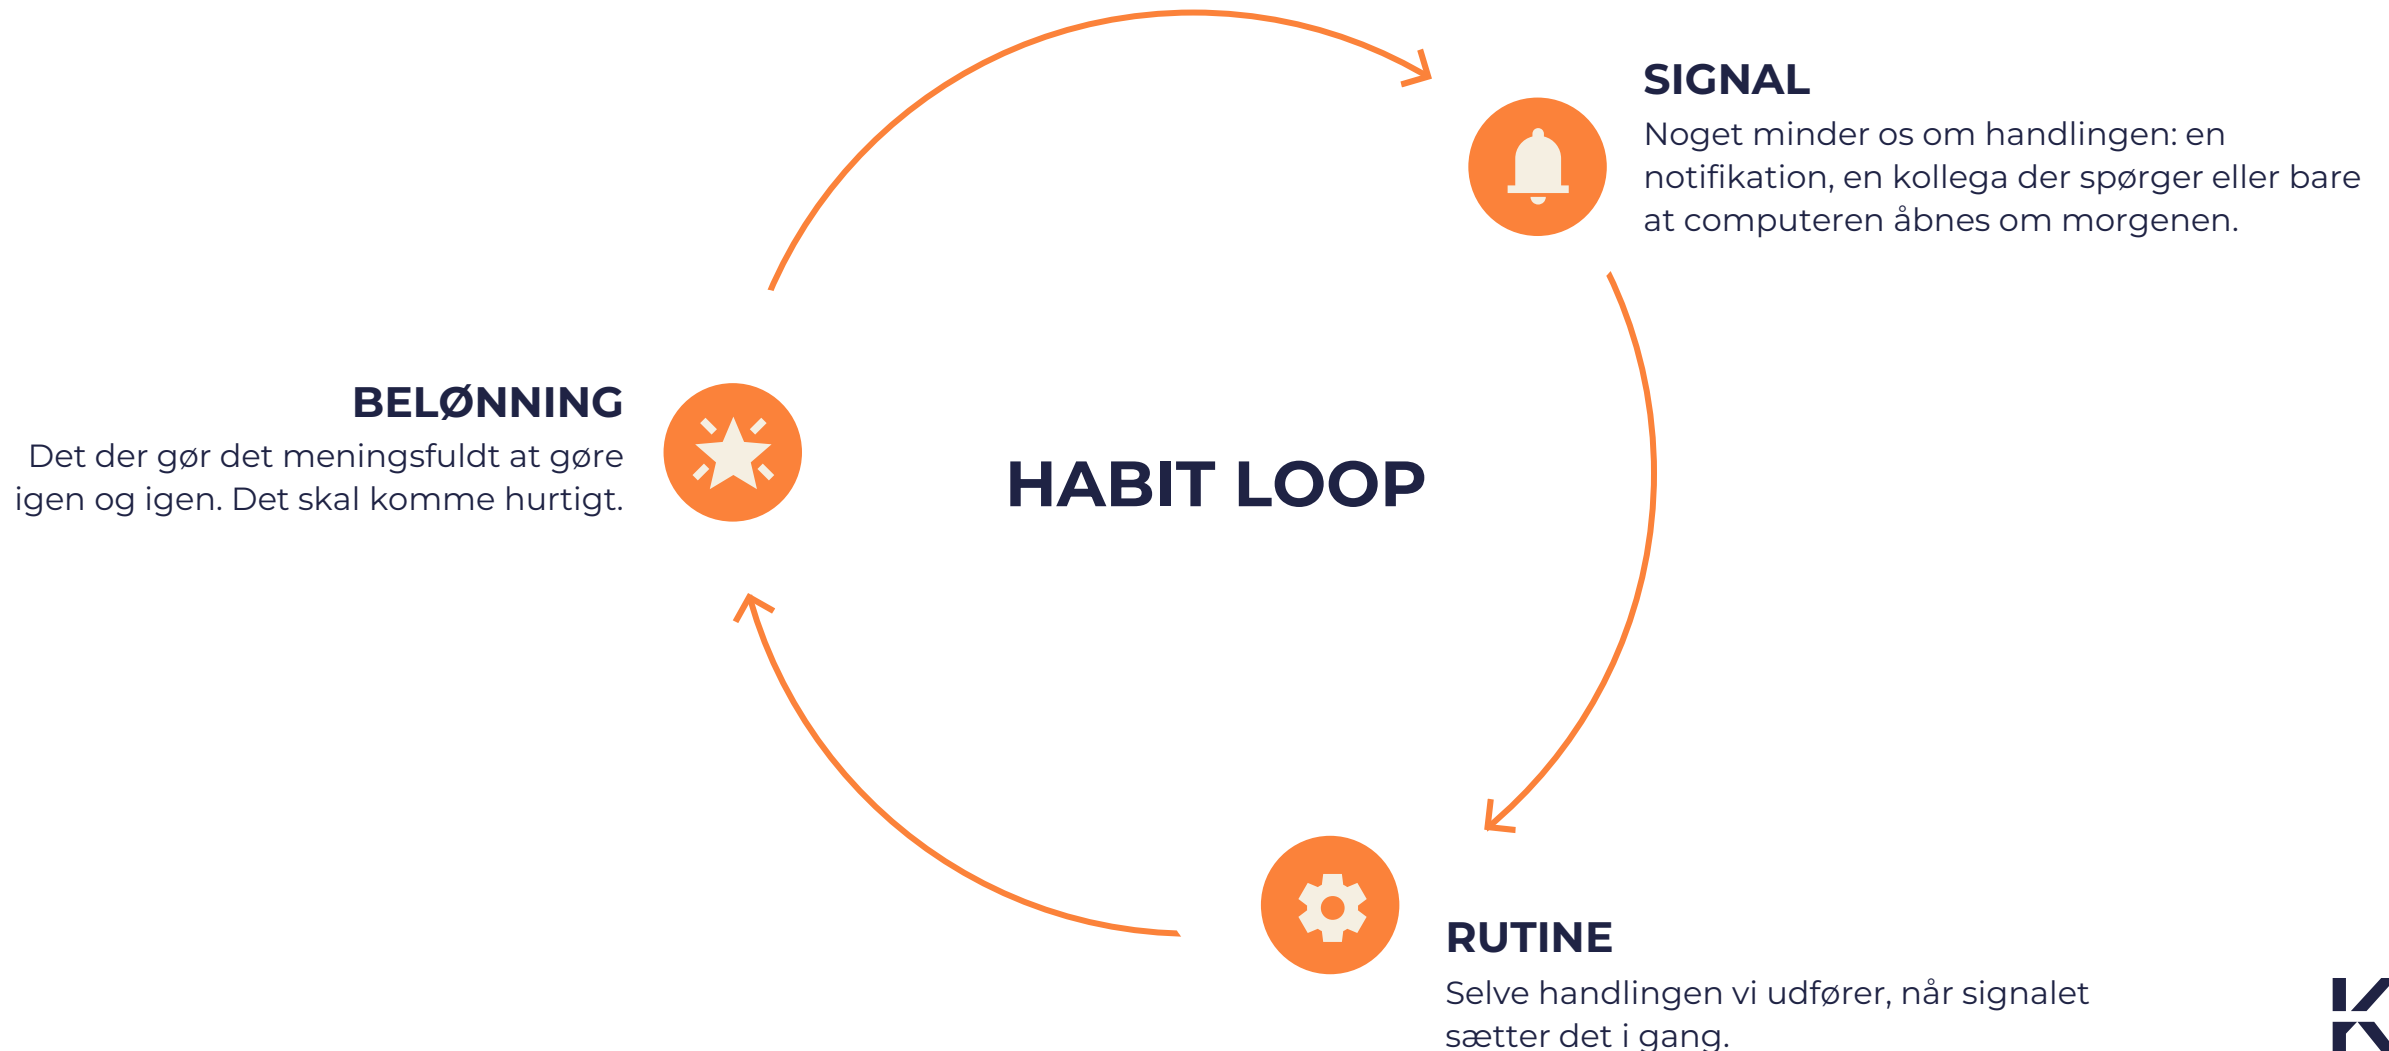 SIGNAL
Noget minder os om handlingen: en
notifikation, en kollega der spørger eller bare
at computeren åbnes om morgenen.
BELØNNING
Det der gør det meningsfuldt at gøre
igen og igen. Det skal komme hurtigt.
HABIT LOOP
RUTINE
Selve handlingen vi udfører, når signalet
sætter det i gang.
K